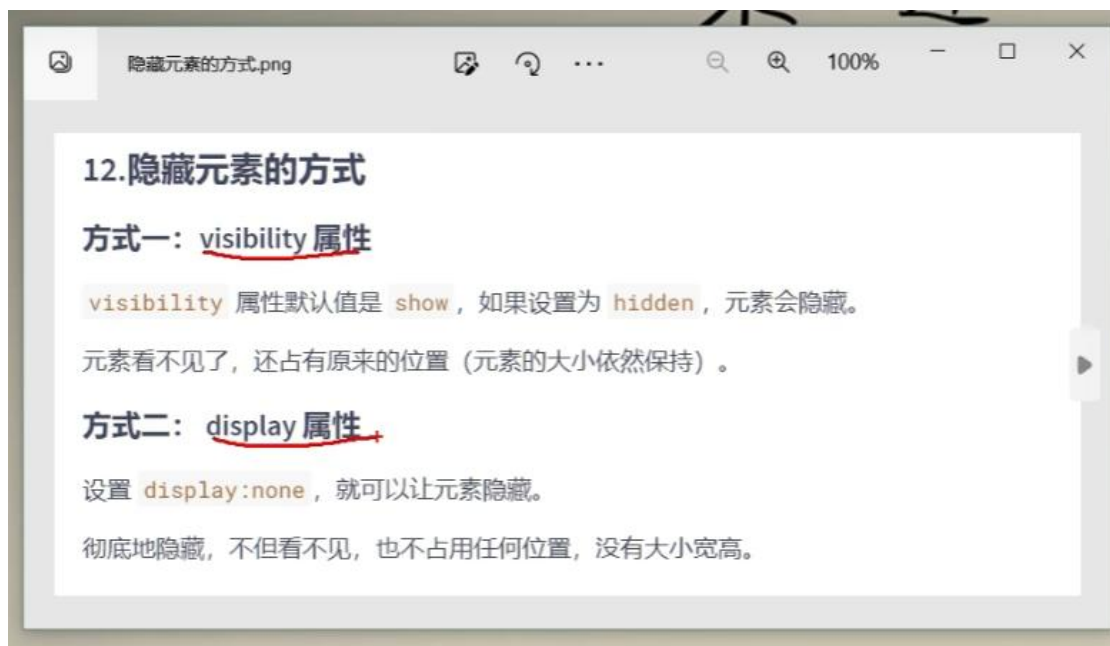 隐藏元素的方式.png
100%
12.隐藏元素的方式
方式一：visibility 属性
visibility 属性默认值是 show，如果设置为 hidden，元素会隐藏。
元素看不见了，还占有原来的位置（元素的大小依然保持）。
方式二： display 属性
设置 display:none，就可以让元素隐藏。
彻底地隐藏，不但看不见，也不占用任何位置，没有大小宽高。